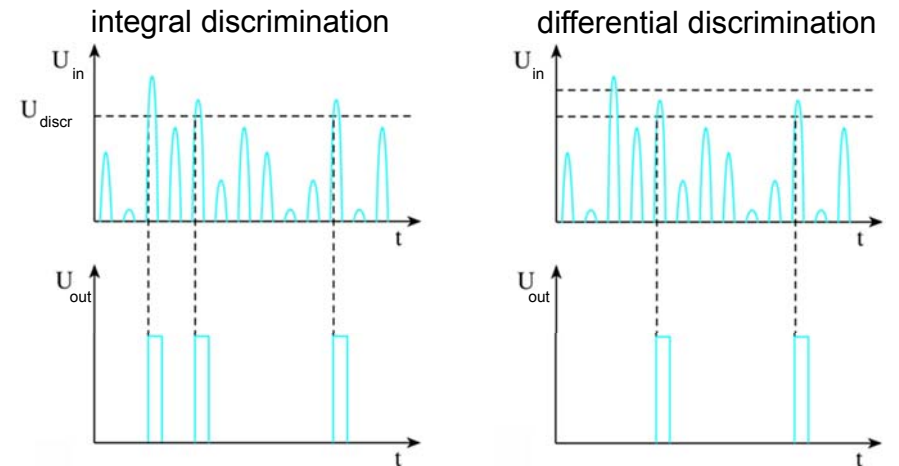 integral discrimination
U in
U discr
t
U out
t
differential discrimination
U in
t
U out
t